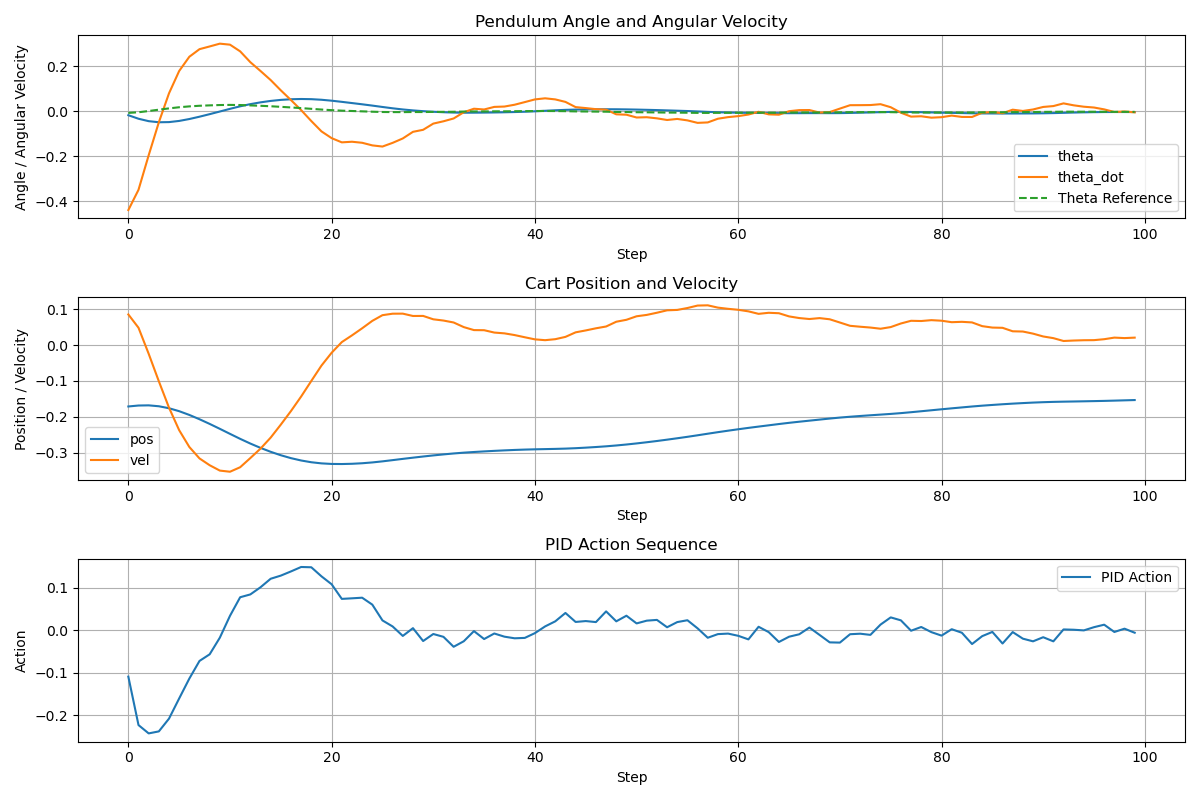 Pendulum Angle and Angular Velocity
Angle / Angular Velocity
0.2
0.0
−0.2
−0.4
theta
theta_dot
Theta Reference
0 20 40 60 80 100
Step
Cart Position and Velocity
Position / Velocity
0.1
0.0
−0.1
−0.2
−0.3
pos
vel
0 20 40 60 80 100
Step
PID Action Sequence
Action
0.1
0.0
−0.1
−0.2
PID Action
0 20 40 60 80 100
Step